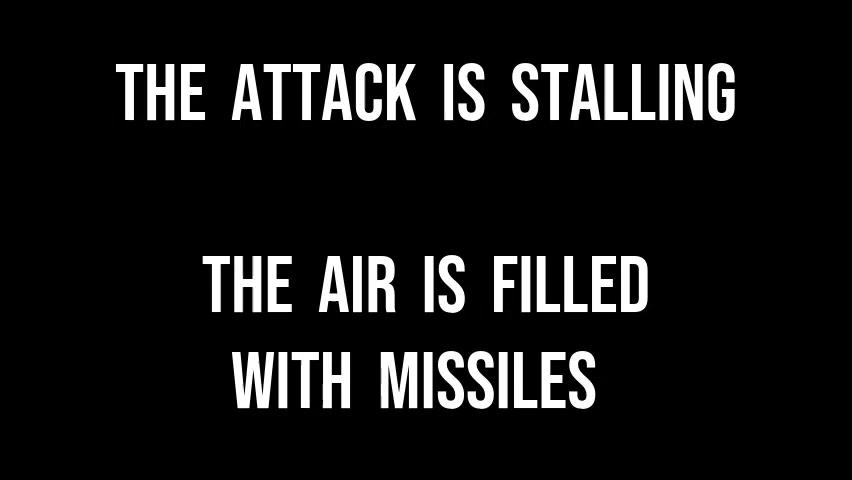 THE ATTACK IS STALLING
THE AIR IS FILLED
WITH MISSILES